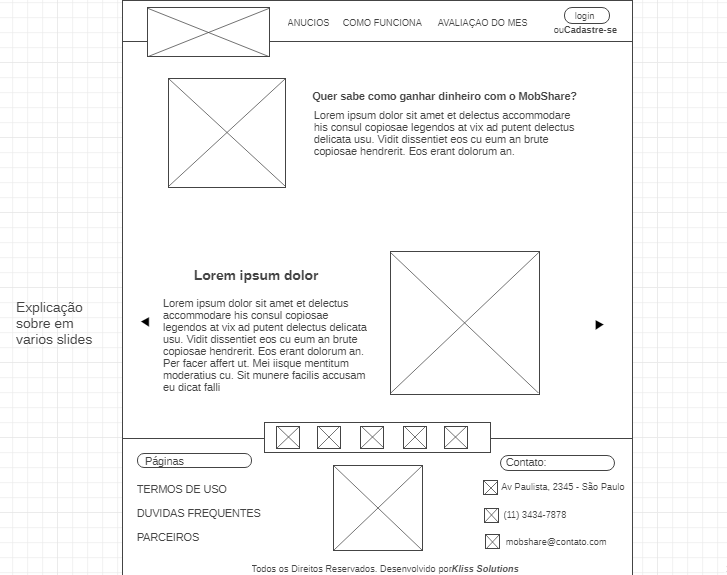 ANUCIOS COMO FUNCIONA AVALIAÇAO DO MES login
ouCadastre-se
Quer sabe como ganhar dinheiro com o MobShare?
Lorem ipsum dolor sit amet et delectus accommodare
his consul copiosae legendos at vix ad putent delectus
delicata usu. Vidit dissentiet eos cu eum an brute
copiosae hendrerit. Eos erant dolorum an.
Explicação
sobre em
varios slides
Lorem ipsum dolor
Lorem ipsum dolor sit amet et delectus
accommodare his consul copiosae
legendos at vix ad putent delectus delicata
usu. Vidit dissentiet eos cu eum an brute
copiosae hendrerit. Eos erant dolorum an.
Per facer affert ut. Mei iisque mentitum
moderatius cu. Sit munere facilis accusam
eu dicat falli
Páginas
TERMOS DE USO
DUVIDAS FREQUENTES
PARCEIROS
Contato:
Av Paulista, 2345 - São Paulo
(11) 3434-7878
mobshare@contato.com
Todos os Direitos Reservados. Desenvolvido porKliss Solutions